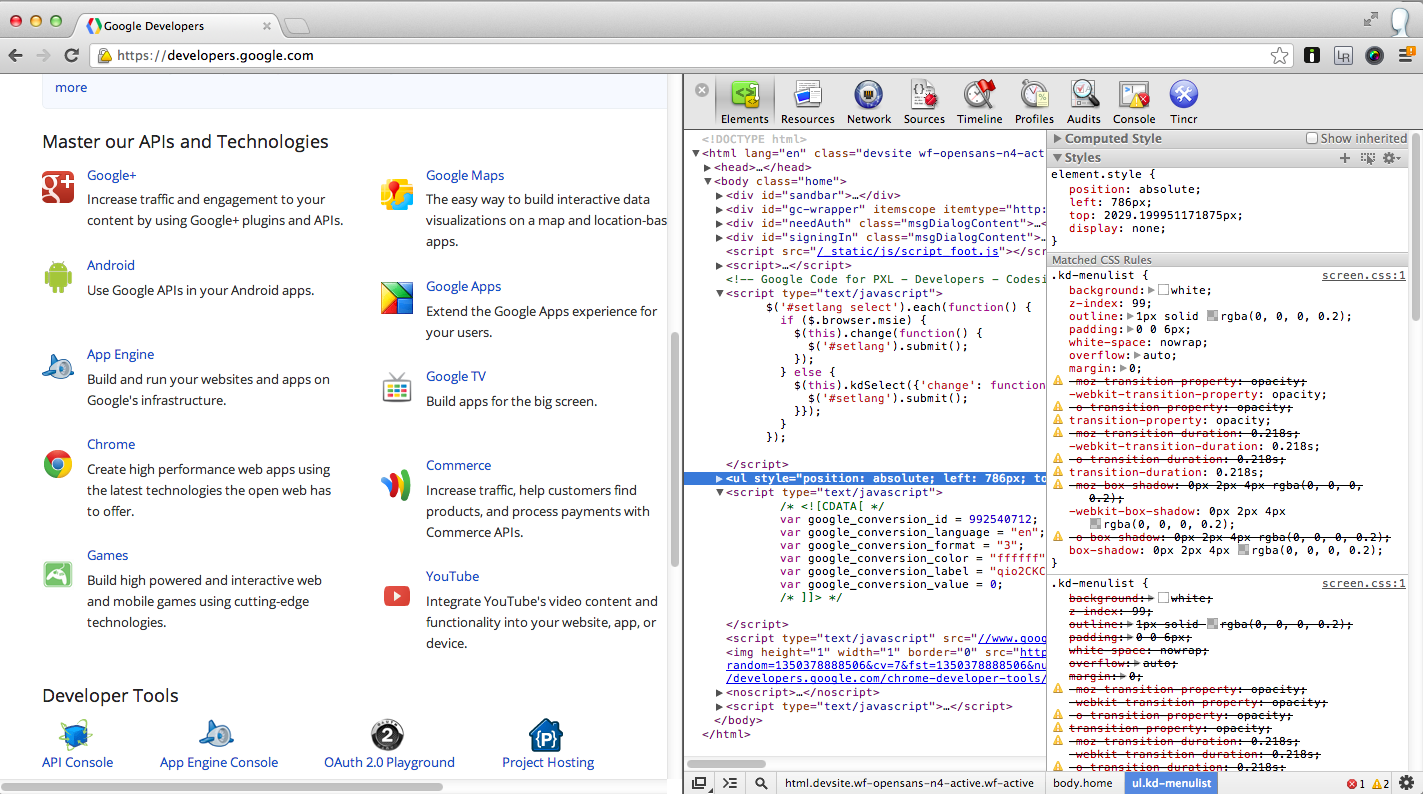 Google Developers
https://developers.google.com
LR
more
Master our APIs and Technologies
Google+
Increase traffic and engagement to your
content by using Google+ plugins and APIs.
Android
Use Google APIs in your Android apps.
App Engine
Build and run your websites and apps on
Google's infrastructure.
Chrome
Create high performance web apps using
the latest technologies the open web has
to offer.
Games
Build high powered and interactive web
and mobile games using cutting-edge
technologies.
Google Maps
The easy way to build interactive data
visualizations on a map and location-bas
apps.
Google Apps
Extend the Google Apps experience for
your users.
Google TV
Build apps for the big screen.
Commerce
Increase traffic, help customers find
products, and process payments with
Commerce APIs.
YouTube
Integrate YouTube's video content and
functionality into your website, app, or
device.
Developer Tools
API Console
App Engine Console
2
OAuth 2.0 Playground
{P}
Project Hosting
Elements
Resources
Network
Sources
Timeline
Profiles
Audits
Console
Tincr
<!DOCTYPE html>
<html lang="en" class="devsite wf-opensans-n4-act
<head>…</head>
<body class="home">
<div id="sandbar">…</div>
<div id="gc-wrapper" itemscope itemtype="http:
<div id="needAuth" class="msgDialogContent">…<
<div id="signingIn" class="msgDialogContent">…
<script src="/_static/js/script_foot.js"></scr
<script>…</script>
<!-- Google Code for PXL - Developers - Codesi
<script type="text/javascript">
$('#setlang select').each(function() {
if ($.browser.msie) {
$(this).change(function() {
$('#setlang').submit();
});
} else {
$(this).kdSelect({'change': function
$('#setlang').submit();
}});
}
});
</script>
<ul style="position: absolute; left: 786px; to
<script type="text/javascript">
/* <![CDATA[ */
var google_conversion_id = 992540712;
var google_conversion_language = "en";
var google_conversion_format = "3";
var google_conversion_color = "ffffff"
var google_conversion_label = "qio2CKC
var google_conversion_value = 0;
/* ]]> */
</script>
<script type="text/javascript" src="//www.goog
<img height="1" width="1" border="0" src="http
random=1350378888506&cv=7&fst=1350378888506&nu
/developers.google.com/chrome-developer-tools/
<noscript>…</noscript>
<script type="text/javascript">…</script>
</body>
</html>
Computed Style
Show inherited
Styles
element.style {
position: absolute;
left: 786px;
top: 2029.199951171875px;
display: none;
}
Matched CSS Rules
.kd-menulist { screen.css:1
background: white;
z-index: 99;
outline: 1px solid rgba(0, 0, 0, 0.2);
padding: 0 0 6px;
white-space: nowrap;
overflow: auto;
margin: 0;
-moz-transition-property: opacity;
-webkit-transition-property: opacity;
-o-transition-property: opacity;
transition-property: opacity;
-moz-transition-duration: 0.218s;
-webkit-transition-duration: 0.218s;
-o-transition-duration: 0.218s;
transition-duration: 0.218s;
-moz-box-shadow: 0px 2px 4px rgba(0, 0, 0,
0.2);
-webkit-box-shadow: 0px 2px 4px
rgba(0, 0, 0, 0.2);
-o-box-shadow: 0px 2px 4px rgba(0, 0, 0, 0.2);
box-shadow: 0px 2px 4px rgba(0, 0, 0, 0.2);
}
.kd-menulist { screen.css:1
background: white;
z-index: 99;
outline: 1px solid rgba(0, 0, 0, 0.2);
padding: 0 0 6px;
white-space: nowrap;
overflow: auto;
margin: 0;
-moz-transition-property: opacity;
-webkit-transition-property: opacity;
-o-transition-property: opacity;
transition-property: opacity;
-moz-transition-duration: 0.218s;
-webkit-transition-duration: 0.218s;
-o-transition-duration: 0.218s;
html.devsite.wf-opensans-n4-active.wf-active
body.home
ul.kd-menulist
1
2